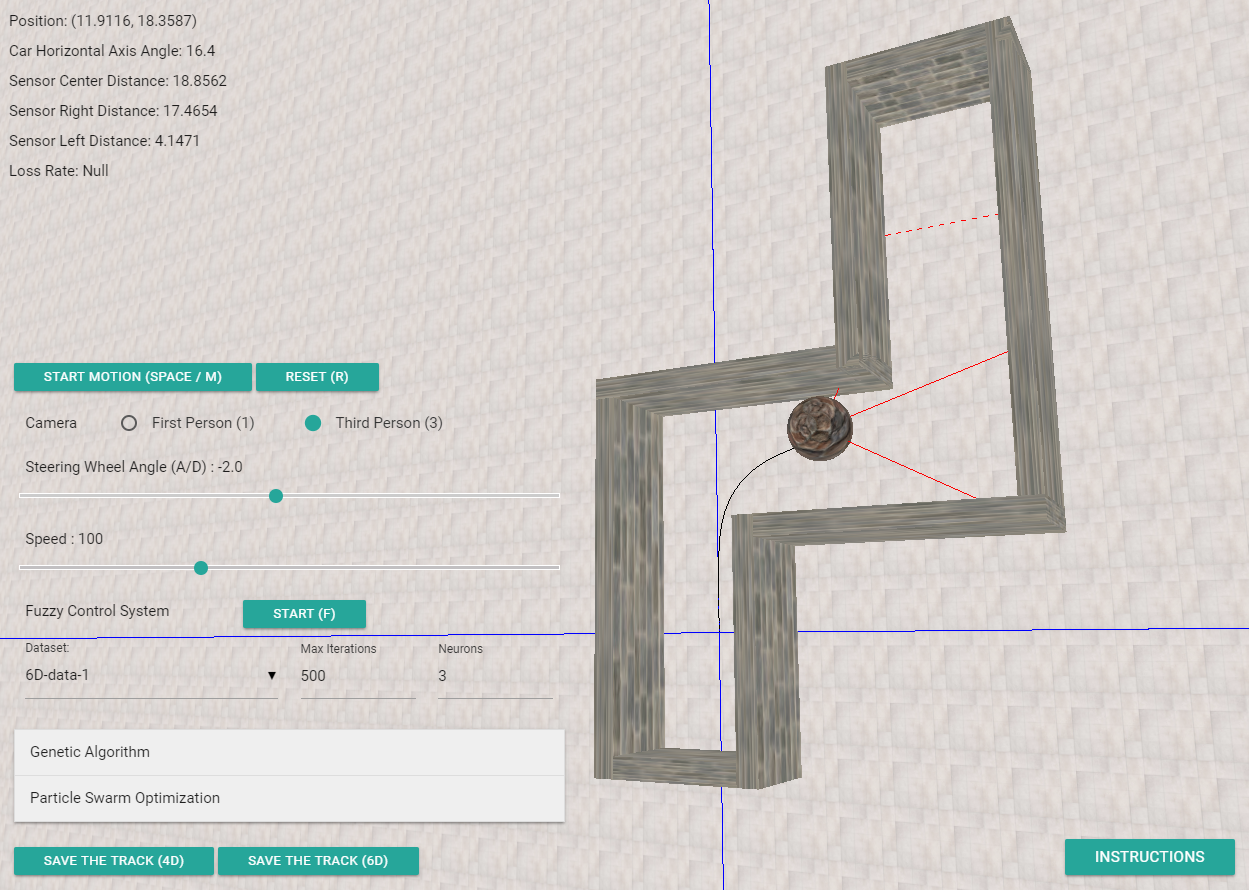 Position: (11.9116, 18.3587)
Car Horizontal Axis Angle: 16.4
Sensor Center Distance: 18.8562
Sensor Right Distance: 17.4654
Sensor Left Distance: 4.1471
Loss Rate: Null
START MOTION (SPACE / M) RESET (R)
Camera First Person (1) Third Person (3)
Steering Wheel Angle (A/D) : -2.0
Speed : 100
Fuzzy Control System START (F)
Dataset: Max Iterations Neurons
6D-data-1 500 3
Genetic Algorithm
Particle Swarm Optimization
SAVE THE TRACK (4D) SAVE THE TRACK (6D) INSTRUCTIONS